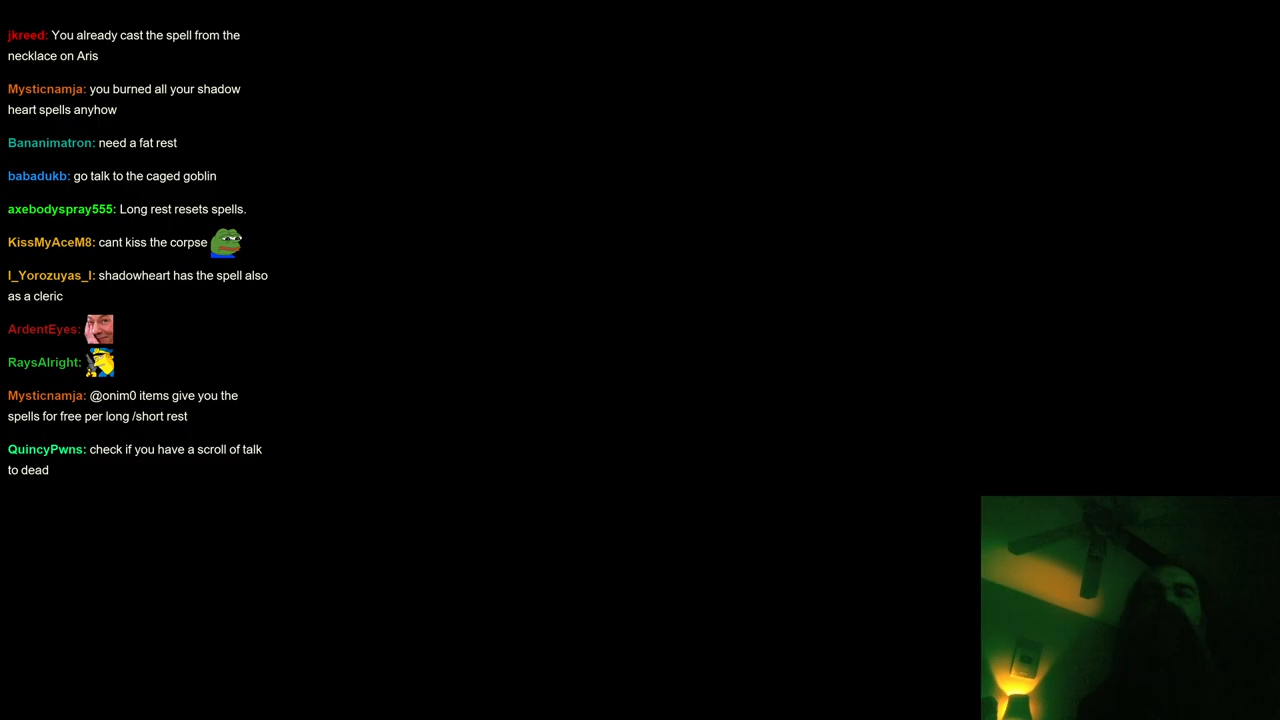 jkreed: You already cast the spell from the
necklace on Aris
Mysticnamja: you burned all your shadow
heart spells anyhow
Bananimatron: need a fat rest
babadukb: go talk to the caged goblin
axebodyspray555: Long rest resets spells.
KissMyAceM8: cant kiss the corpse
I_Yorozuyas_I: shadowheart has the spell also
as a cleric
ArdentEyes:
RaysAlright:
Mysticnamja: @onim0 items give you the
spells for free per long /short rest
QuincyPwns: check if you have a scroll of talk
to dead